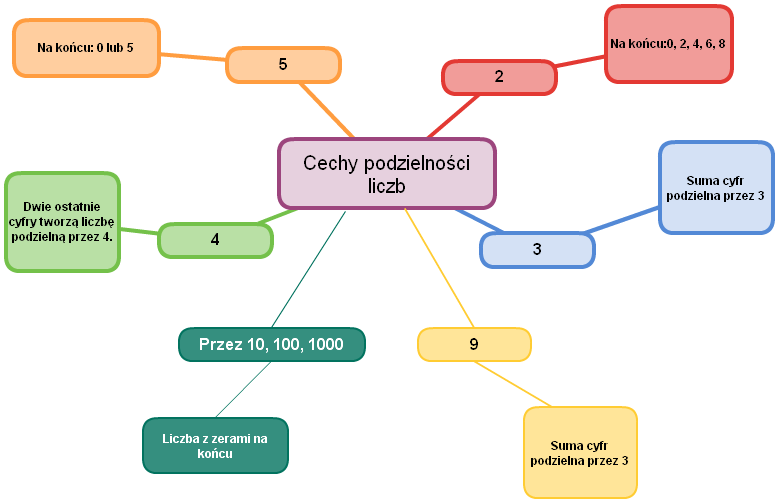 Na końcu: 0 lub 5
5
2
Na końcu:0, 2, 4, 6, 8
Cechy podzielności
liczb
Dwie ostatnie
cyfry tworzą liczbę
podzielną przez 4.
4
3
Suma cyfr
podzielna przez 3
Przez 10, 100, 1000
9
Liczba z zerami na
końcu
Suma cyfr
podzielna przez 3